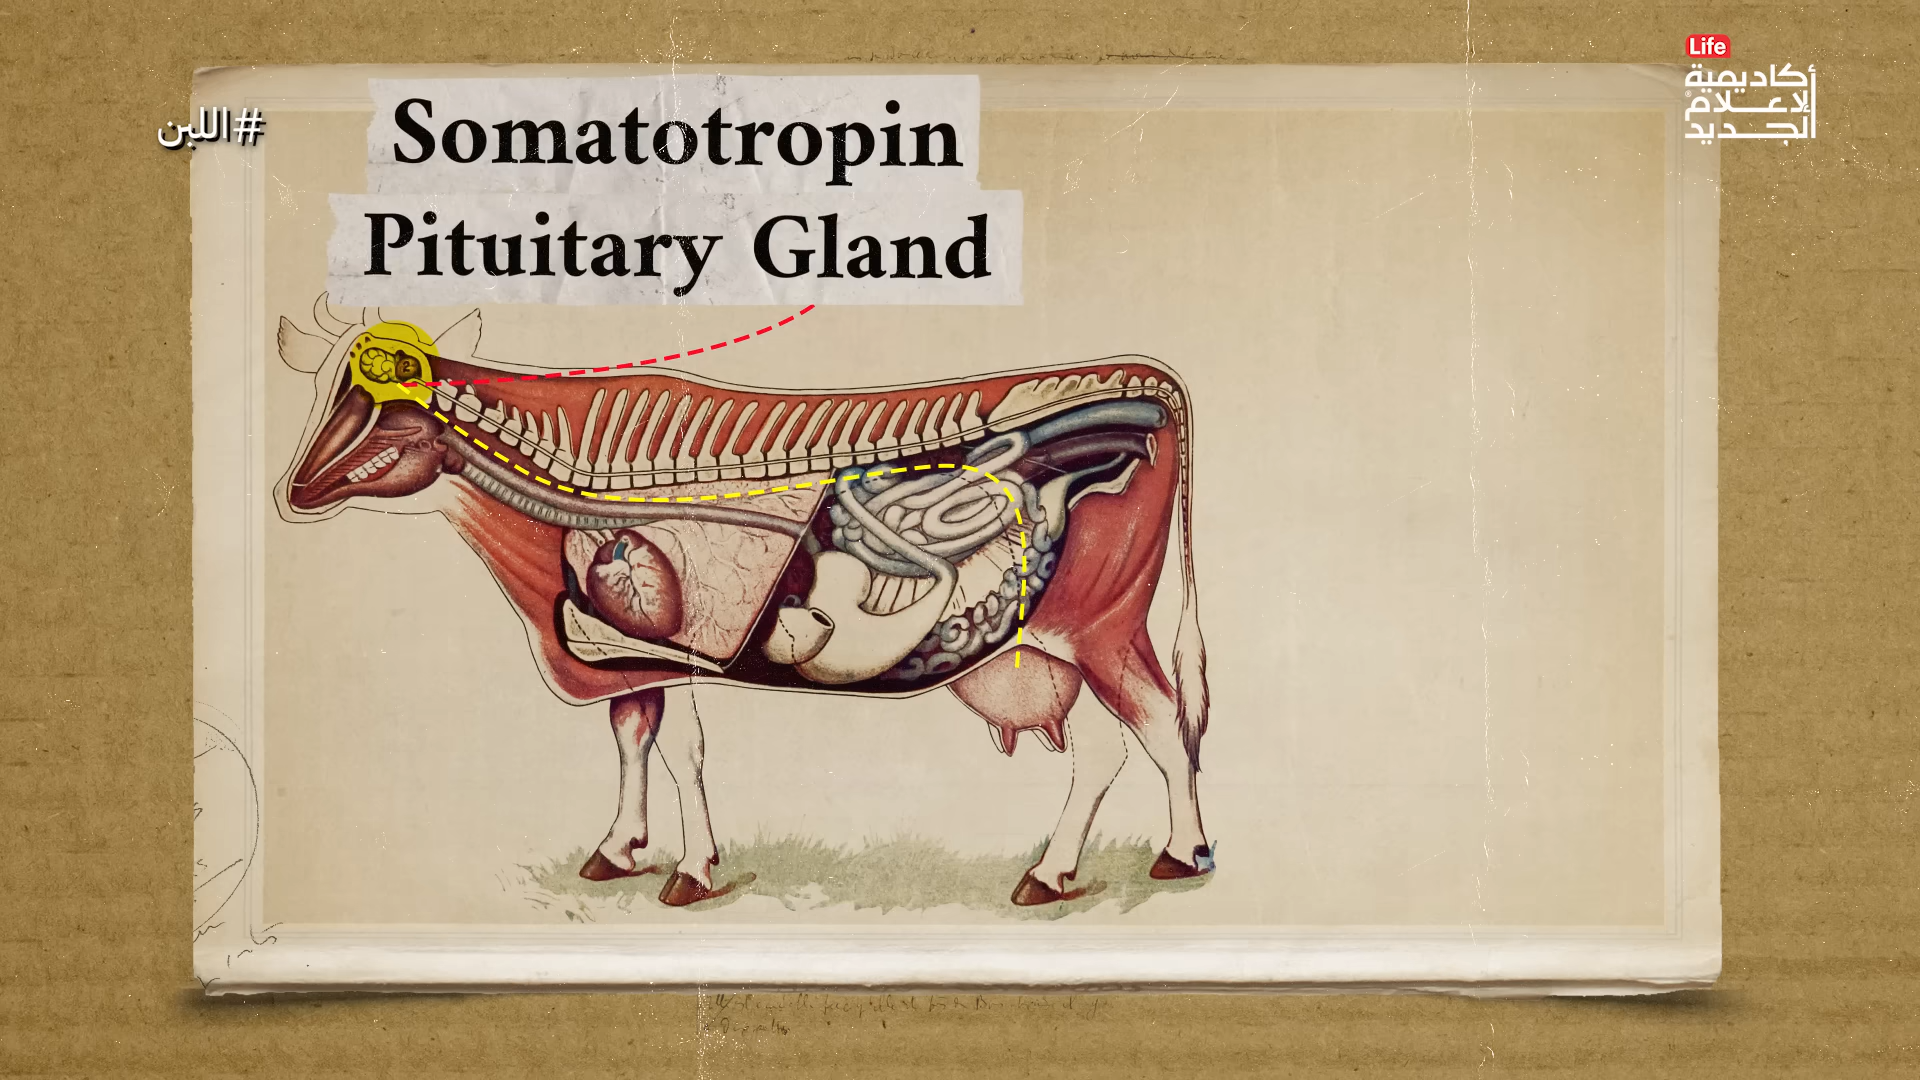 Somatotropin
Pituitary Gland
#اللبن
Life
أكاديمية
الإعلام
الجديد